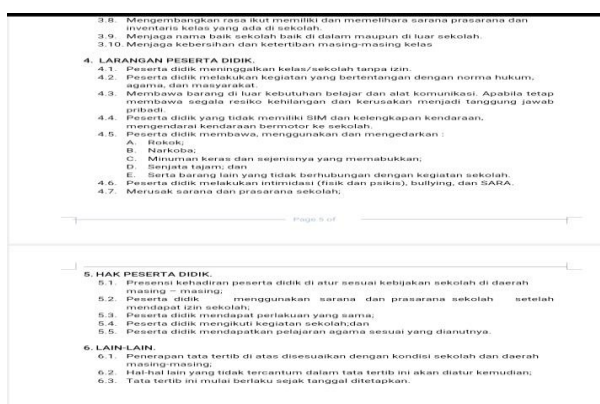 3.8. Mengembangkan rasa ikut memiliki dan memelihara sarana prasarana dan
inventaris kelas yang ada di sekolah.
3.9. Menjaga nama baik sekolah baik di dalam maupun di luar sekolah.
3.10. Menjaga kebersihan dan ketertiban masing-masing kelas
4. LARANGAN PESERTA DIDIK.
4.1. Peserta didik meninggalkan kelas/sekolah tanpa izin.
4.2. Peserta didik melakukan kegiatan yang bertentangan dengan norma hukum,
agama, dan masyarakat.
4.3. Membawa barang di luar kebutuhan belajar dan alat komunikasi. Apabila tetap
membawa segala resiko kehilangan dan kerusakan menjadi tanggung jawab
pribadi.
4.4. Peserta didik yang tidak memiliki SIM dan kelengkapan kendaraan,
mengendarai kendaraan bermotor ke sekolah.
4.5. Peserta didik membawa, menggunakan dan mengedarkan :
A. Rokok;
B. Narkoba;
C. Minuman keras dan sejenisnya yang memabukkan;
D. Senjata tajam; dan
E. Serta barang lain yang tidak berhubungan dengan kegiatan sekolah.
4.6. Peserta didik melakukan intimidasi (fisik dan psikis), bullying, dan SARA.
4.7. Merusak sarana dan prasarana sekolah;
Page 5 of
5. HAK PESERTA DIDIK.
5.1. Presensi kehadiran peserta didik di atur sesuai kebijakan sekolah di daerah
masing – masing;
5.2. Peserta didik menggunakan sarana dan prasarana sekolah setelah
mendapat izin sekolah;
5.3. Peserta didik mendapat perlakuan yang sama;
5.4. Peserta didik mengikuti kegiatan sekolah;dan
5.5. Peserta didik mendapatkan pelajaran agama sesuai yang dianutnya.
6. LAIN-LAIN.
6.1. Penerapan tata tertib di atas disesuaikan dengan kondisi sekolah dan daerah
masing-masing;
6.2. Hal-hal lain yang tidak tercantum dalam tata tertib ini akan diatur kemudian;
6.3. Tata tertib ini mulai berlaku sejak tanggal ditetapkan.